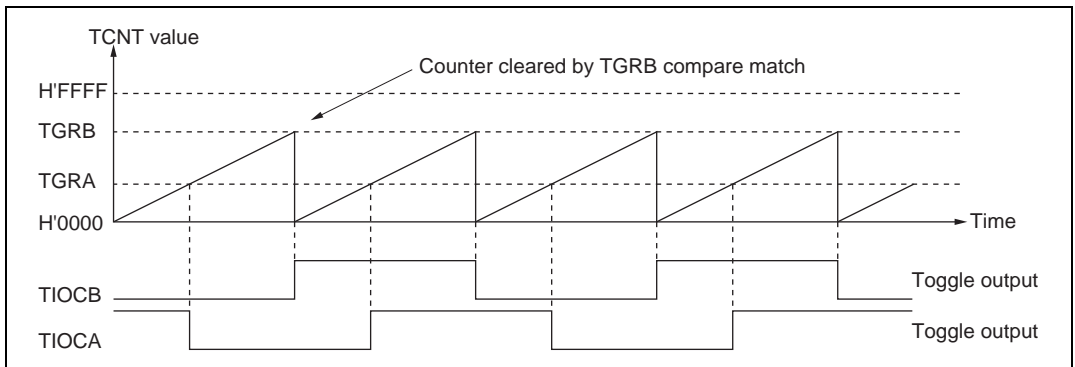 TCNT value
Counter cleared by TGRB compare match
H'FFFF
TGRB
TGRA
H'0000
Time
TIOCB
Toggle output
TIOCA
Toggle output